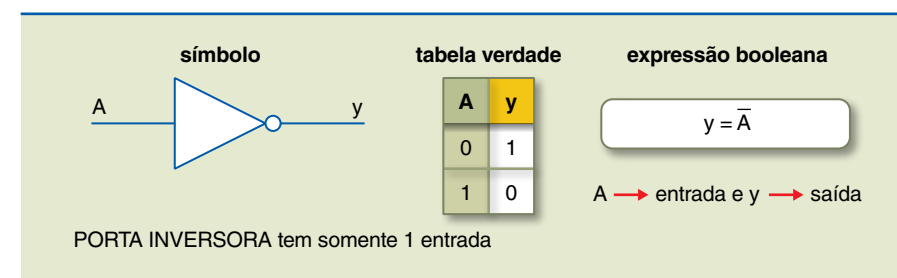 símbolo
A
y
tabela verdade
A y
0 1
1 0
expressão booleana
y = A̅
A → entrada e y → saída
PORTA INVERSORA tem somente 1 entrada